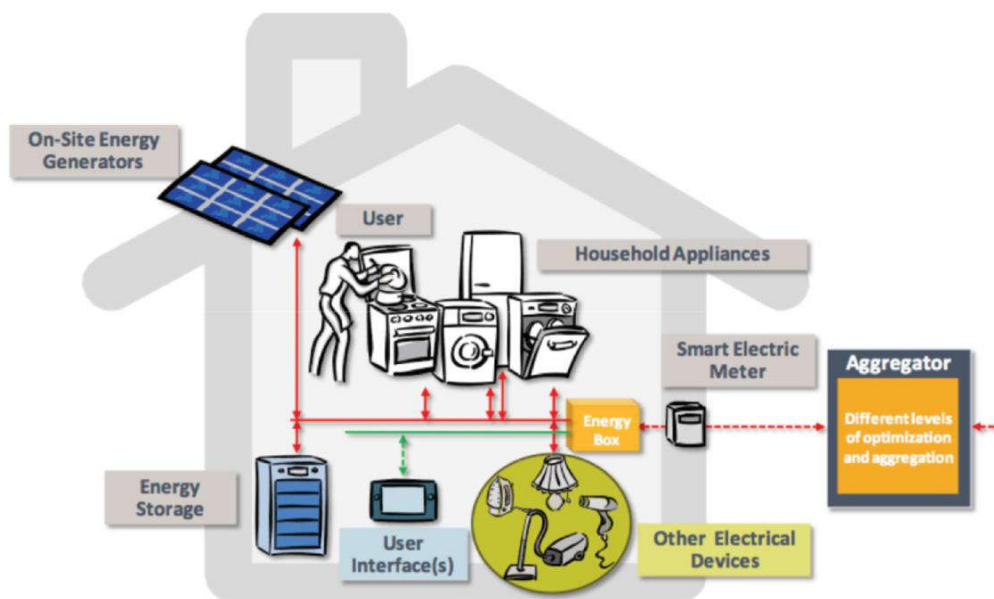 On-Site Energy
Generators
User
Household Appliances
Smart Electric
Meter
Aggregator
Different levels
of optimization
and aggregation
Energy
Box
Energy
Storage
User
Interface(s)
Other Electrical
Devices